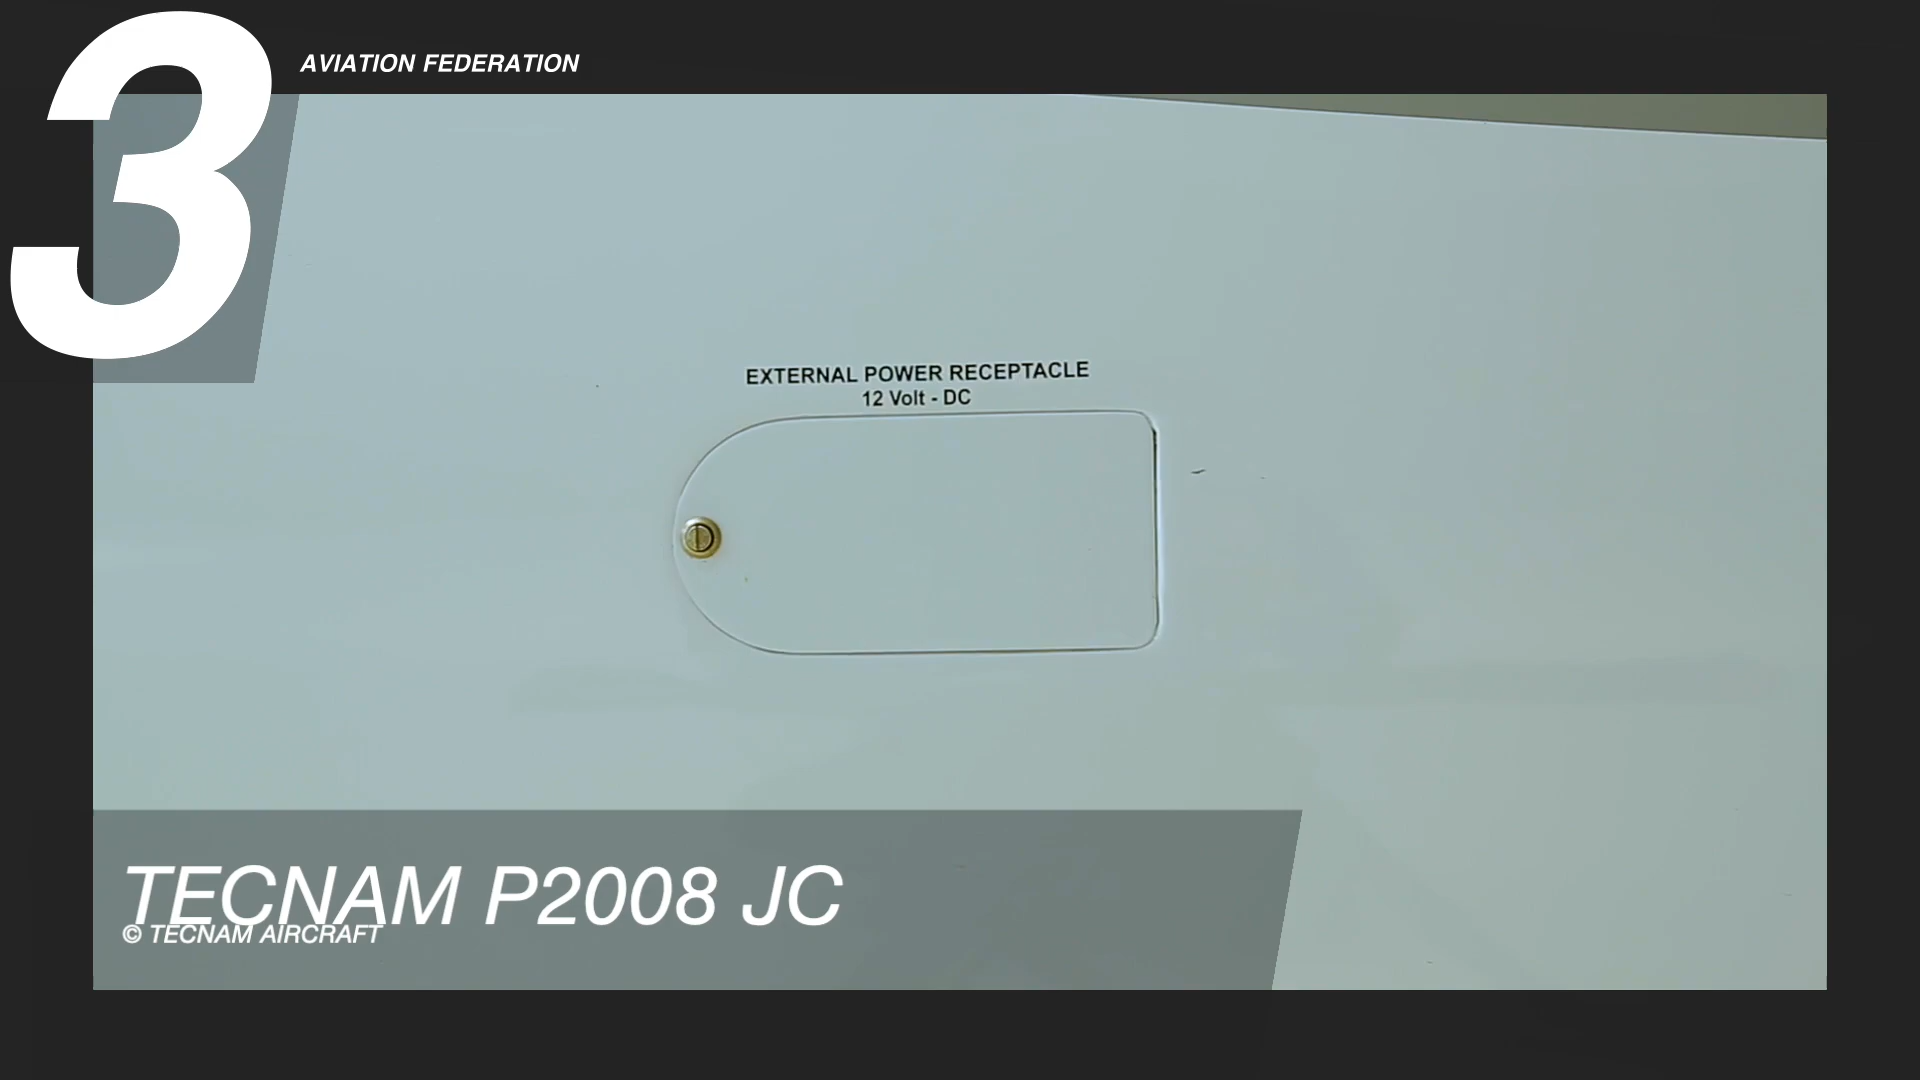 3
AVIATION FEDERATION
EXTERNAL POWER RECEPTACLE
12 Volt - DC
TECNAM P2008 JC
© TECNAM AIRCRAFT